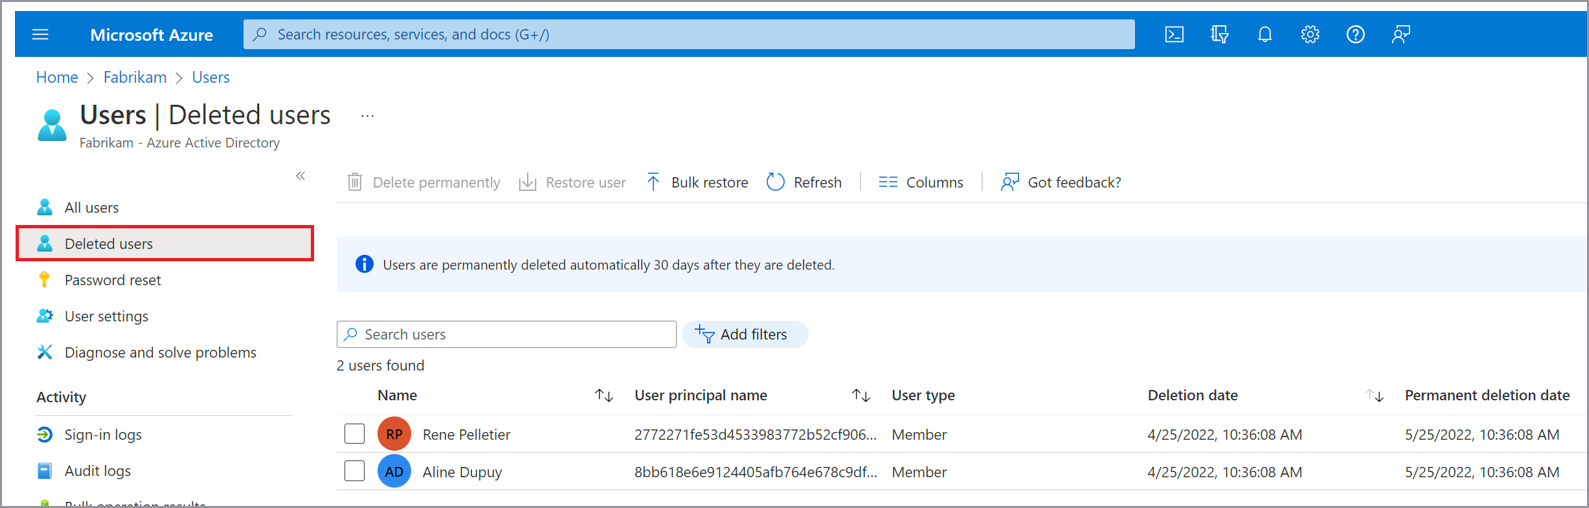 Microsoft Azure
Search resources, services, and docs (G+/)
Home > Fabrikam > Users
Users | Deleted users ...
Fabrikam - Azure Active Directory
«
All users
Deleted users
Password reset
User settings
Diagnose and solve problems
Activity
Sign-in logs
Audit logs
Bulk operation results
Delete permanently Restore user Bulk restore Refresh Columns Got feedback?
Users are permanently deleted automatically 30 days after they are deleted.
Search users Add filters
2 users found
Name User principal name User type Deletion date Permanent deletion date
RP Rene Pelletier 2772271fe53d4533983772b52cf906... Member 4/25/2022, 10:36:08 AM 5/25/2022, 10:36:08 AM
AD Aline Dupuy 8bb618e6e9124405afb764e678c9df... Member 4/25/2022, 10:36:08 AM 5/25/2022, 10:36:08 AM